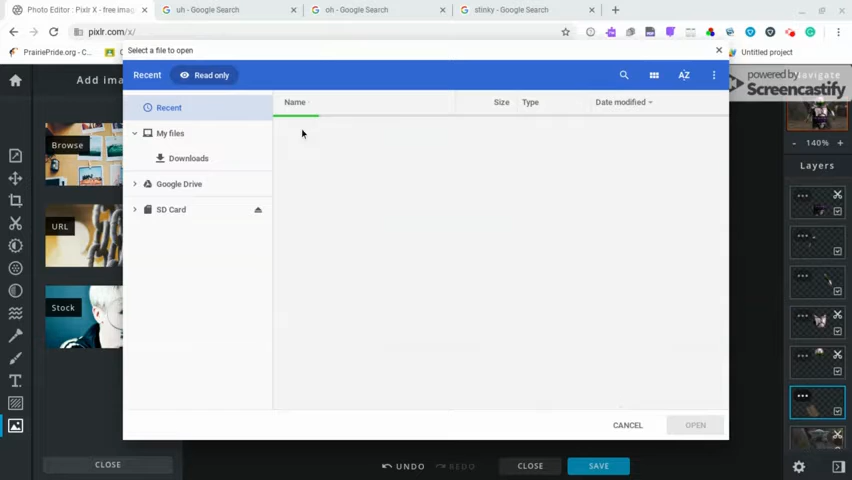 Photo Editor : Pixlr X - free imag
uh - Google Search
oh - Google Search
stinky - Google Search
pixlr.com/x/
PrairiePride.org - C
Untitled project
Select a file to open
Recent
Read only
AZ
powered by
Screencastify
Navigate
Add ima
Recent
Name
Size
Type
Date modified
My files
Downloads
Google Drive
SD Card
Browse
URL
Stock
- 140% +
Layers
CANCEL
OPEN
CLOSE
UNDO
REDO
CLOSE
SAVE